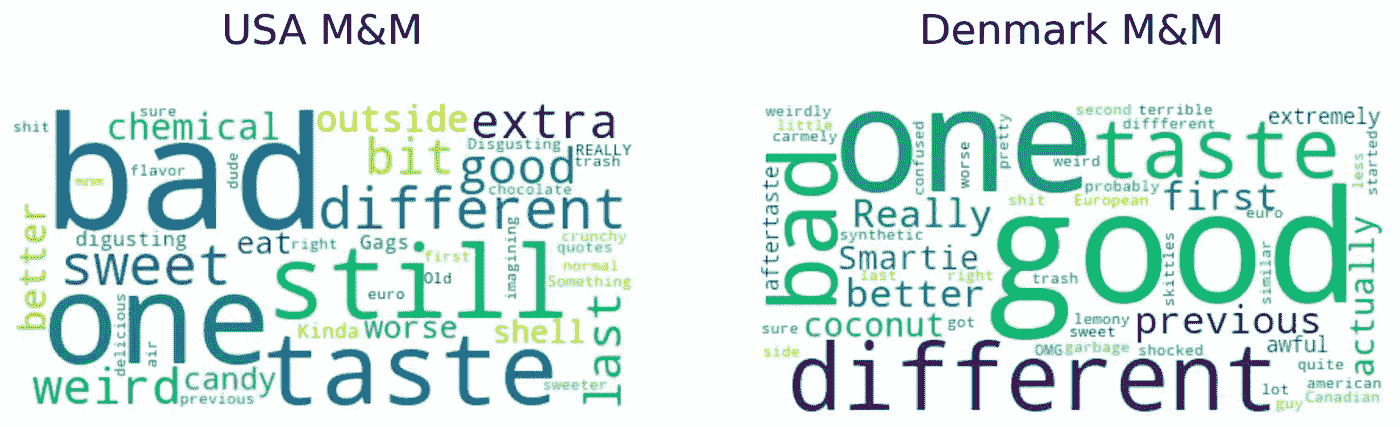 USA M&M
sure
shit
chemical
bad
outside
extra
bit
Disgusting
REALLY
good
trash
flavor
dude
mnm
chocolate
different
better
digusting
eat
right
Gags
imagining
crunchy
quotes
sweet
still
first
Old
normal
Something
euro
one
delicious
air
Kinda
worse
shell
last
taste
weird
candy
previous
sweeter
Denmark M&M
weirdly
little
carmely
one
second
terrible
diffferent
extremely
confused
worse
pretty
weird
taste
less
started
bad
aftertaste
probably
European
first
euro
shit
Really
synthetic
Smartie
last
right
good
trash
skittles
similar
actually
better
coconut
got
lemony
sweet
previous
sure
side
different
OMG
garbage
shocked
awful
quite
lot
american
guy
Canadian